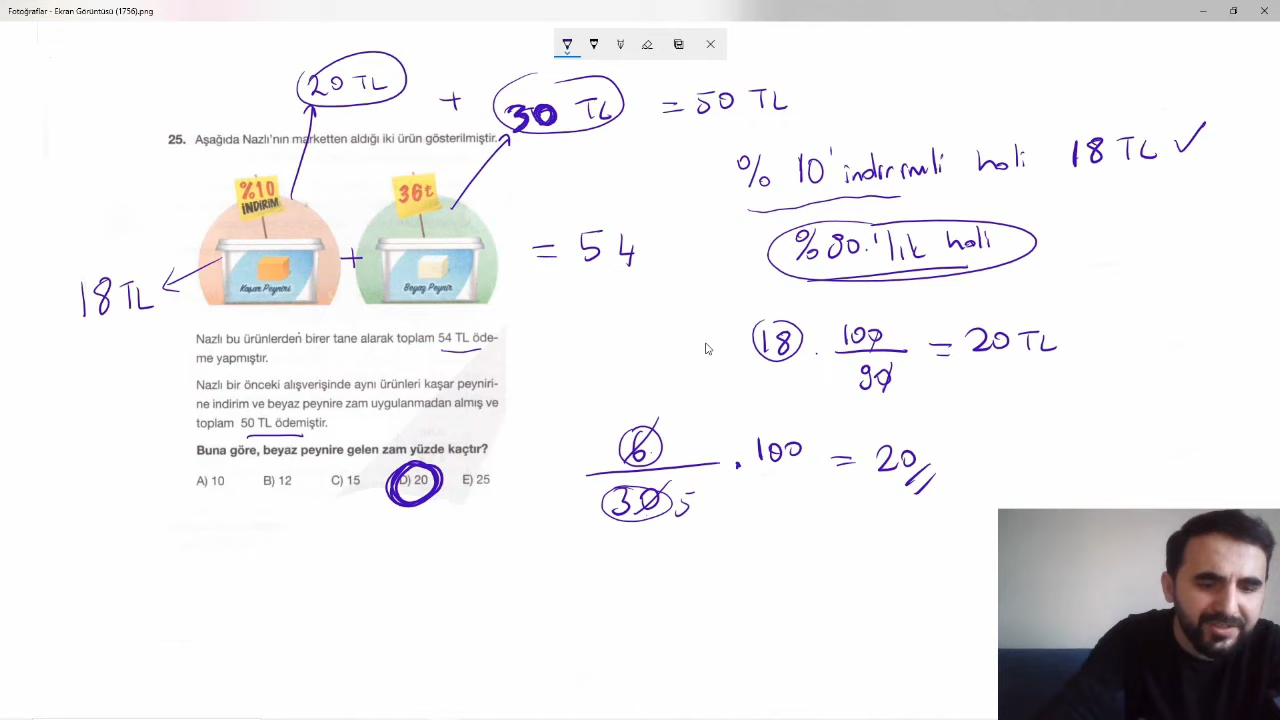 Fotoğraflar - Ekran Görüntüsü (1756).png
20 TL + 30 TL = 50 TL
25. Aşağıda Nazlı'nın marketten aldığı iki ürün gösterilmiştir.
% 10' indirimli hali 18 TL ✓
%10 İNDİRİM
36₺
%90.'lık hali
+
= 54
Kaşar Peyniri
Beyaz Peynir
18 TL
Nazlı bu ürünlerden birer tane alarak toplam 54 TL öde-
me yapmıştır.
18 . 100/90 = 20 TL
Nazlı bir önceki alışverişinde aynı ürünleri kaşar peyniri-
ne indirim ve beyaz peynire zam uygulanmadan almış ve
toplam 50 TL ödemiştir.
Buna göre, beyaz peynire gelen zam yüzde kaçtır?
6/30 5 . 100 = 20//
A) 10 B) 12 C) 15 D) 20 E) 25